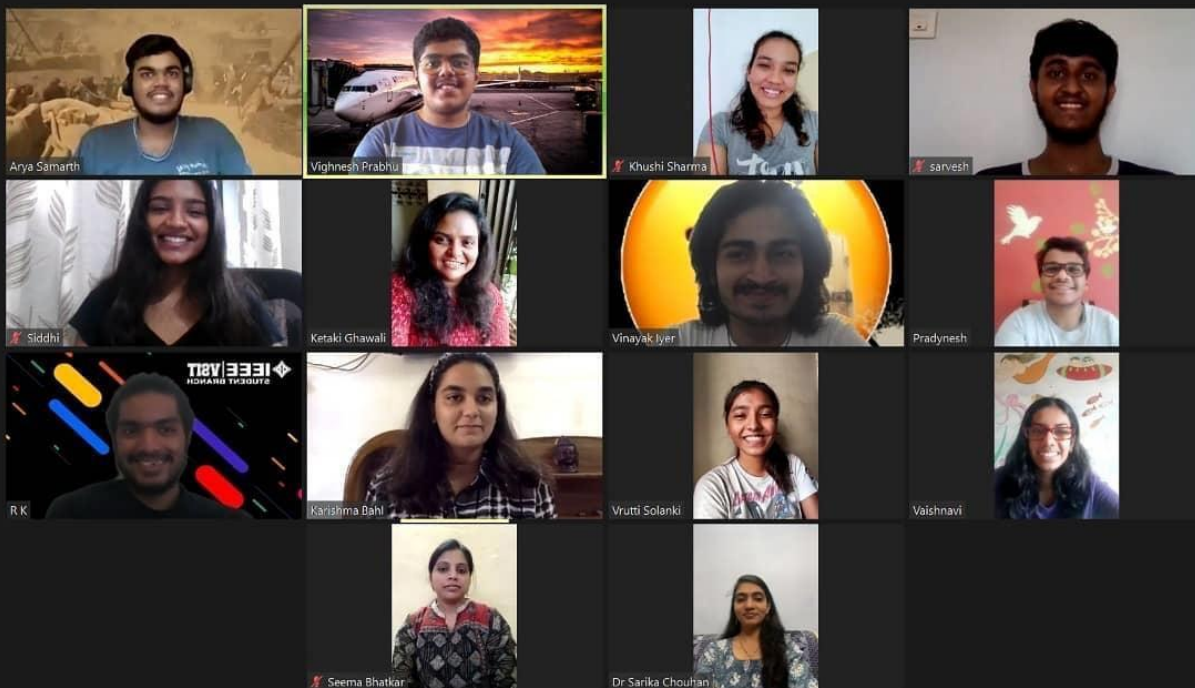 Arya Samarth
Vighnesh Prabhu
Khushi Sharma
sarvesh
Siddhi
Ketaki Ghawali
Vinayak Iyer
Pradynesh
IEEE|VSIT
STUDENT BRANCH
R K
Karishma Bahl
Vrutti Solanki
Vaishnavi
Seema Bhatkar
Dr Sarika Chouhan